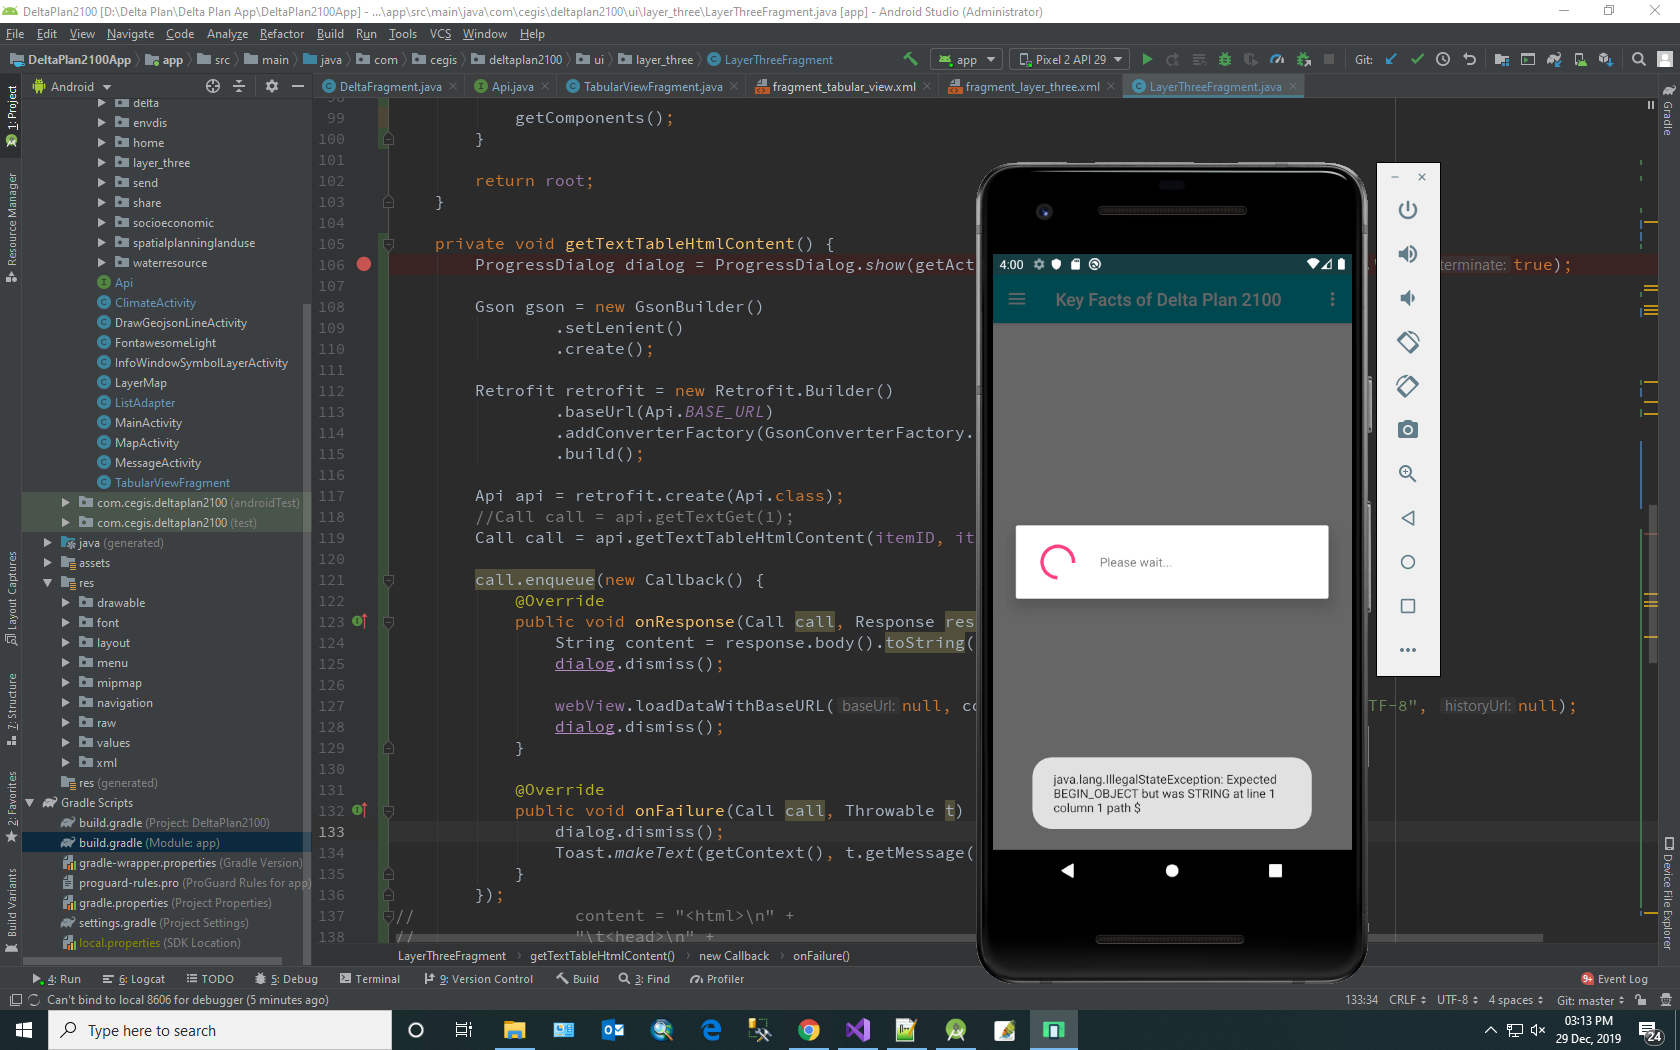 DeltaPlan2100 [D:\Delta Plan\Delta Plan App\DeltaPlan2100App] - ...\app\src\main\java\com\cegis\deltaplan2100\ui\layer_three\LayerThreeFragment.java [app] - Android Studio (Administrator)
File Edit View Navigate Code Analyze Refactor Build Run Tools VCS Window Help
DeltaPlan2100App app src main java com cegis deltaplan2100 ui layer_three LayerThreeFragment app Pixel 2 API 29 Git:
Android DeltaFragment.java Api.java TabularViewFragment.java fragment_tabular_view.xml fragment_layer_three.xml LayerThreeFragment.java
1: Project
Resource Manager
Layout Captures
7: Structure
2: Favorites
Build Variants
Gradle
Device File Explorer
delta
envdis
home
layer_three
send
share
socioeconomic
spatialplanninglanduse
waterresource
Api
ClimateActivity
DrawGeojsonLineActivity
FontawesomeLight
InfoWindowSymbolLayerActivity
LayerMap
ListAdapter
MainActivity
MapActivity
MessageActivity
TabularViewFragment
com.cegis.deltaplan2100 (androidTest)
com.cegis.deltaplan2100 (test)
java (generated)
assets
res
drawable
font
layout
menu
mipmap
navigation
raw
values
xml
res (generated)
Gradle Scripts
build.gradle (Project: DeltaPlan2100)
build.gradle (Module: app)
gradle-wrapper.properties (Gradle Version)
proguard-rules.pro (ProGuard Rules for app)
gradle.properties (Project Properties)
settings.gradle (Project Settings)
local.properties (SDK Location)
98
99 getComponents();
100 }
101
102 return root;
103 }
104
105 private void getTextTableHtmlContent() {
106 ProgressDialog dialog = ProgressDialog.show(getAct terminate: true);
107
108 Gson gson = new GsonBuilder()
109 .setLenient()
110 .create();
111
112 Retrofit retrofit = new Retrofit.Builder()
113 .baseUrl(Api.BASE_URL)
114 .addConverterFactory(GsonConverterFactory.
115 .build();
116
117 Api api = retrofit.create(Api.class);
118 //Call call = api.getTextGet(1);
119 Call call = api.getTextTableHtmlContent(itemID, it
120
121 call.enqueue(new Callback() {
122 @Override
123 public void onResponse(Call call, Response res
124 String content = response.body().toString(
125 dialog.dismiss();
126
127 webView.loadDataWithBaseURL( baseUrl: null, co TF-8", historyUrl: null);
128 dialog.dismiss();
129 }
130
131 @Override
132 public void onFailure(Call call, Throwable t)
133 dialog.dismiss();
134 Toast.makeText(getContext(), t.getMessage(
135 }
136 });
137 // content = "<html>\n" +
138 // "\t<head>\n" +
4:00
Key Facts of Delta Plan 2100
Please wait...
java.lang.IllegalStateException: Expected
BEGIN_OBJECT but was STRING at line 1
column 1 path $
LayerThreeFragment getTextTableHtmlContent() new Callback onFailure()
4: Run 6: Logcat TODO 5: Debug Terminal 9: Version Control Build 3: Find Profiler 9+ Event Log
Can't bind to local 8606 for debugger (5 minutes ago) 133:34 CRLF UTF-8 4 spaces Git: master
Type here to search
03:13 PM
29 Dec, 2019
24